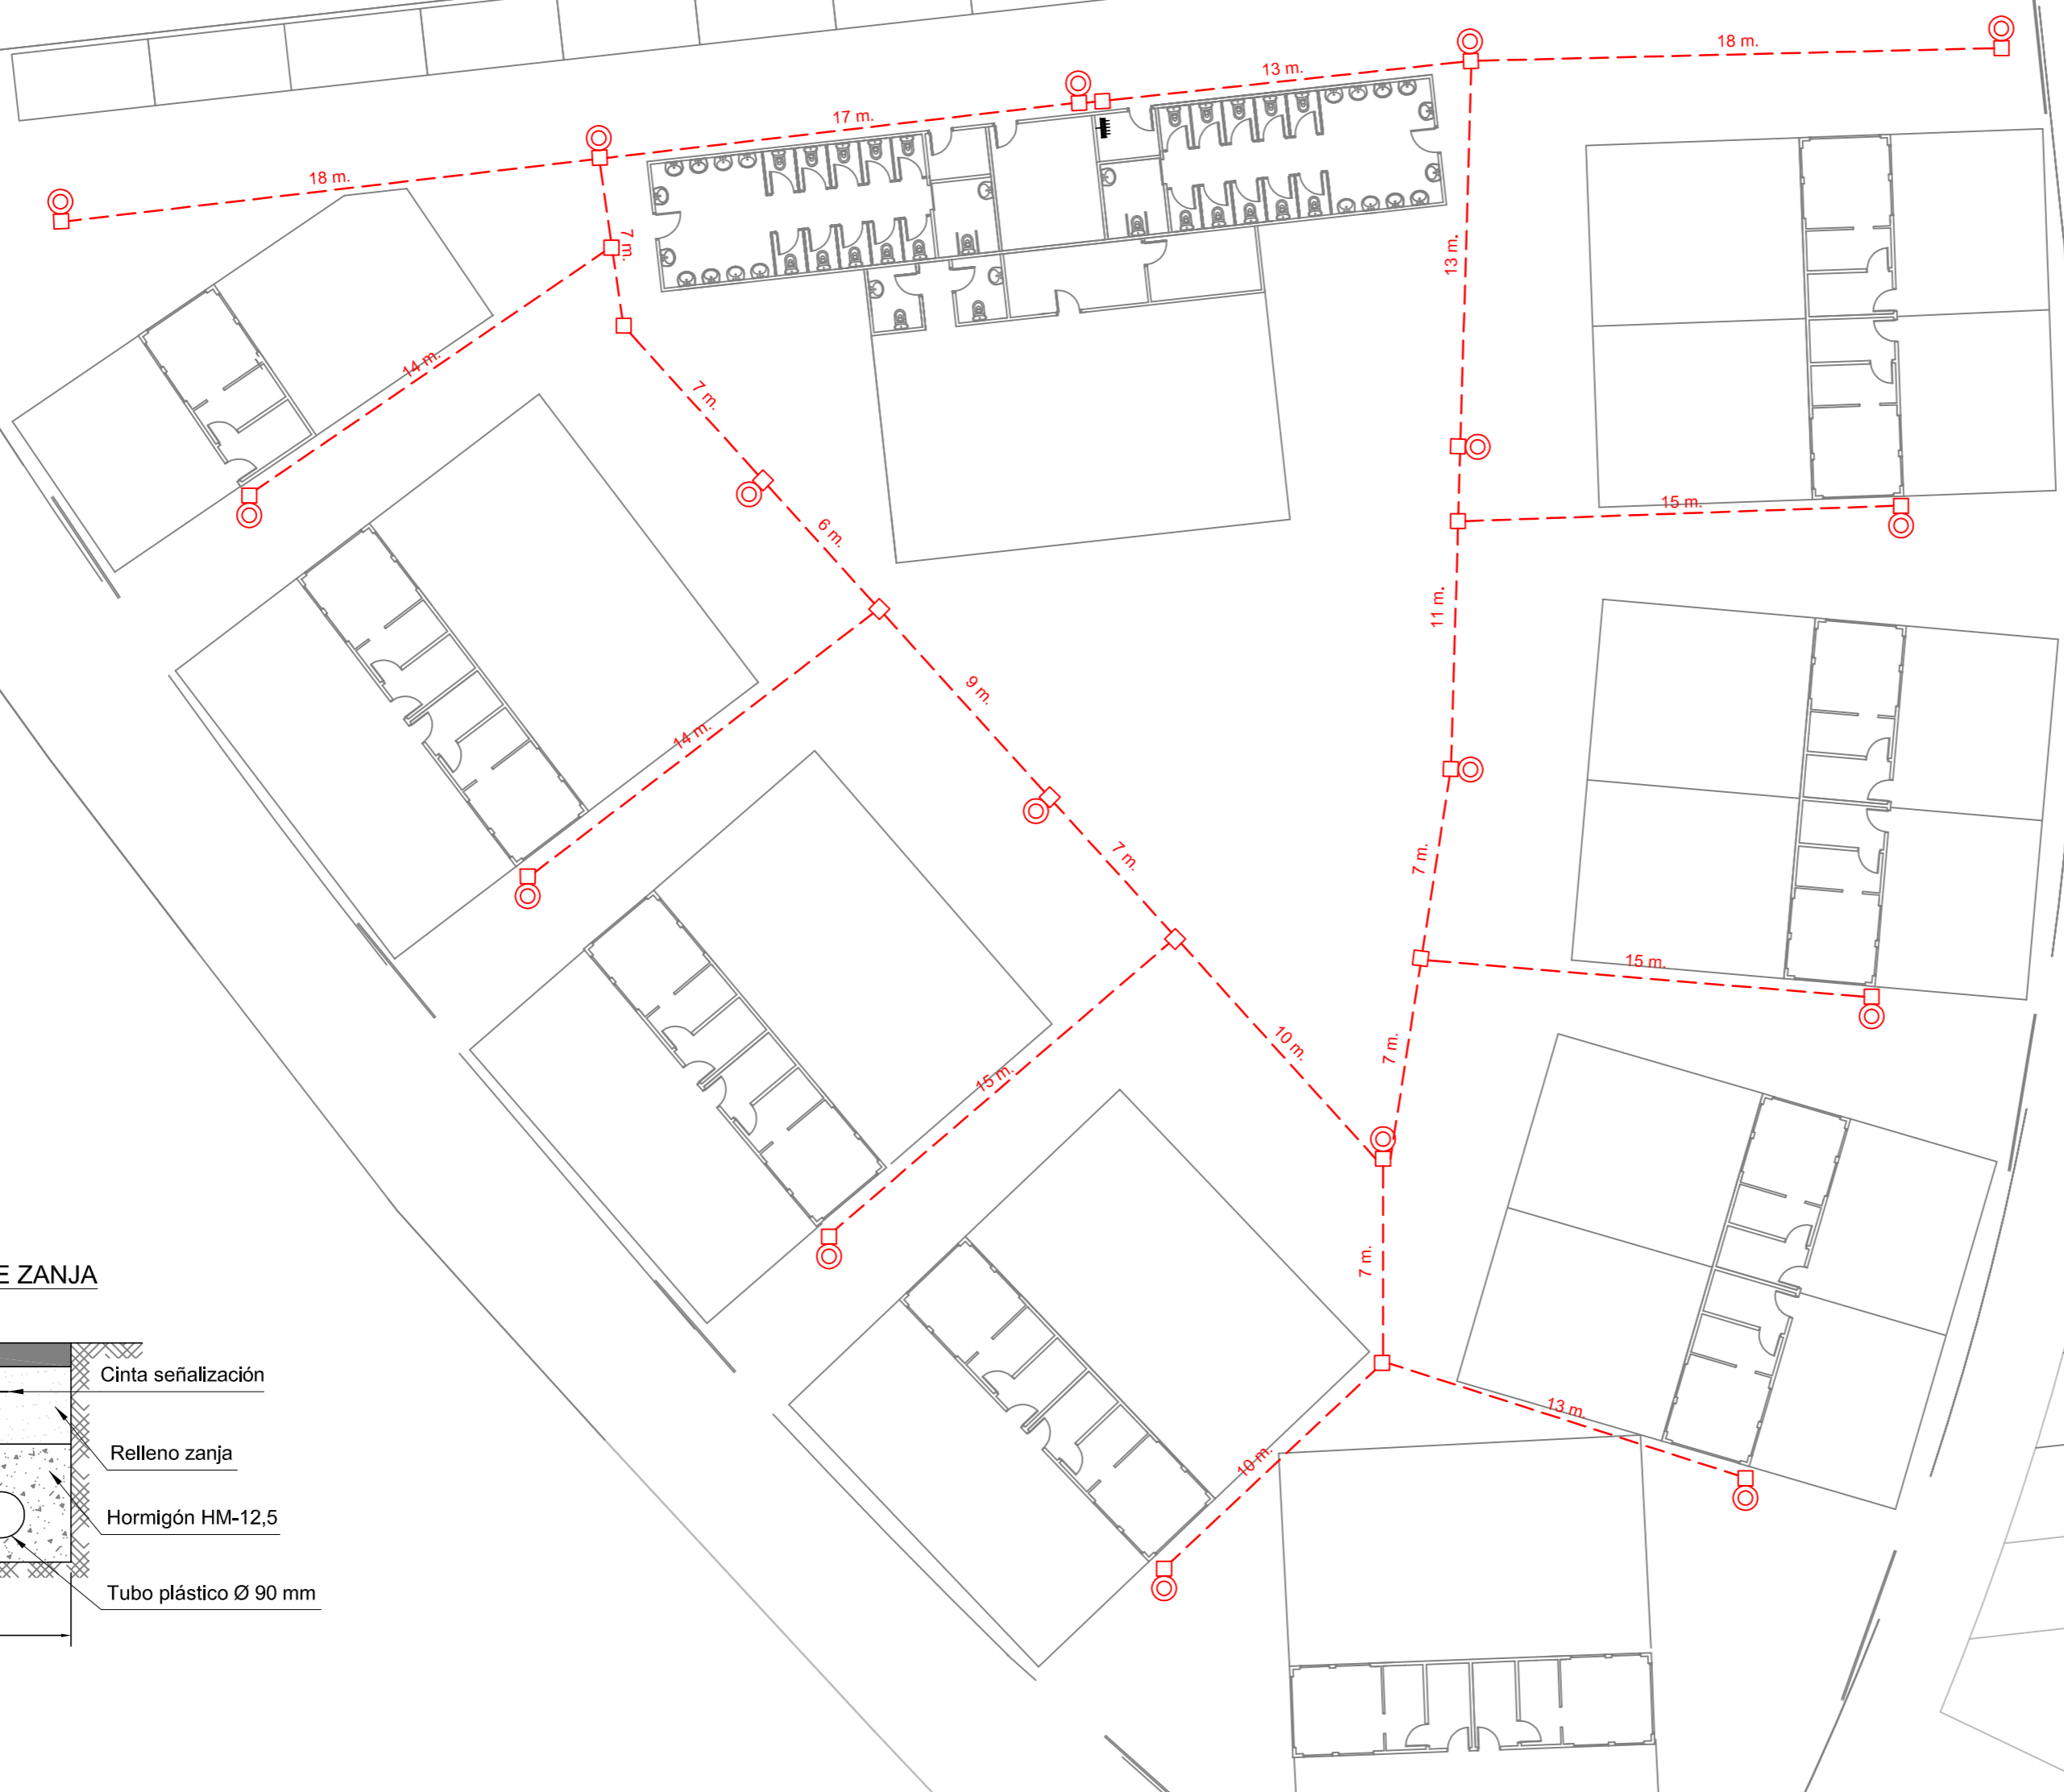 18 m.
13 m.
17 m.
18 m.
7 m.
13 m.
14 m.
7 m.
15 m.
6 m.
11 m.
9 m.
14 m.
7 m.
7 m.
15 m.
10 m.
7 m.
15 m.
7 m.
13 m.
10 m.
E ZANJA
Cinta señalización
Relleno zanja
Hormigón HM-12,5
Tubo plástico Ø 90 mm